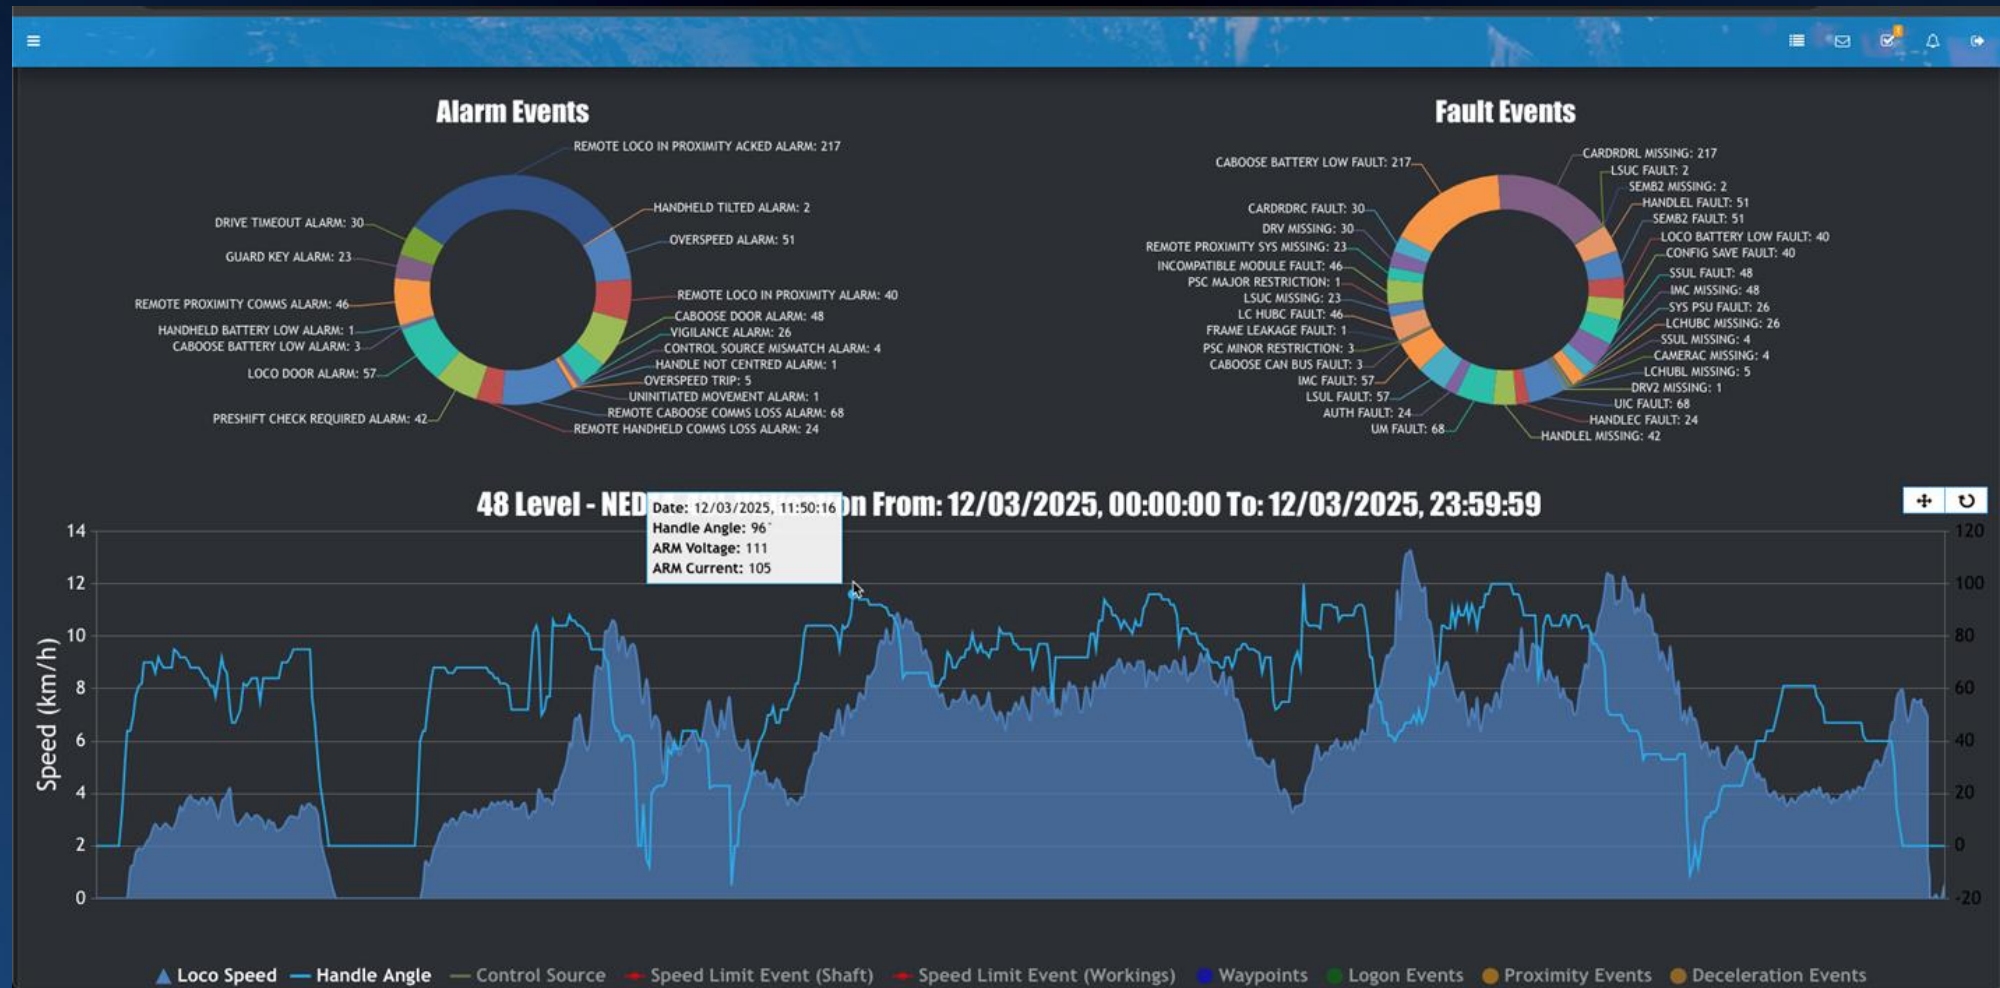 Alarm Events
REMOTE LOCO IN PROXIMITY ACKED ALARM: 217
HANDHELD TILTED ALARM: 2
OVERSPEED ALARM: 51
REMOTE LOCO IN PROXIMITY ALARM: 40
CABOOSE DOOR ALARM: 48
VIGILANCE ALARM: 26
CONTROL SOURCE MISMATCH ALARM: 4
HANDLE NOT CENTRED ALARM: 1
OVERSPEED TRIP: 5
UNINITIATED MOVEMENT ALARM: 1
REMOTE CABOOSE COMMS LOSS ALARM: 68
REMOTE HANDHELD COMMS LOSS ALARM: 24
DRIVE TIMEOUT ALARM: 30
GUARD KEY ALARM: 23
REMOTE PROXIMITY COMMS ALARM: 46
HANDHELD BATTERY LOW ALARM: 1
CABOOSE BATTERY LOW ALARM: 3
LOCO DOOR ALARM: 57
PRESHIFT CHECK REQUIRED ALARM: 42
Fault Events
CABOOSE BATTERY LOW FAULT: 217
CARDRDRC FAULT: 30
DRV MISSING: 30
REMOTE PROXIMITY SYS MISSING: 23
INCOMPATIBLE MODULE FAULT: 46
PSC MAJOR RESTRICTION: 1
LSUC MISSING: 23
LC HUBC FAULT: 46
FRAME LEAKAGE FAULT: 1
PSC MINOR RESTRICTION: 3
CABOOSE CAN BUS FAULT: 3
IMC FAULT: 57
LSUL FAULT: 57
AUTH FAULT: 24
UM FAULT: 68
CARDRDRL MISSING: 217
LSUC FAULT: 2
SEMB2 MISSING: 2
HANDLEL FAULT: 51
SEMB2 FAULT: 51
LOCO BATTERY LOW FAULT: 40
CONFIG SAVE FAULT: 40
SSUL FAULT: 48
IMC MISSING: 48
SYS PSU FAULT: 26
LCHUBC MISSING: 26
SSUL MISSING: 4
CAMERAC MISSING: 4
LCHUBL MISSING: 5
DRV2 MISSING: 1
UIC FAULT: 68
HANDLEC FAULT: 24
HANDLEL MISSING: 42
48 Level - NED on From: 12/03/2025, 00:00:00 To: 12/03/2025, 23:59:59
Date: 12/03/2025, 11:50:16
Handle Angle: 96°
ARM Voltage: 111
ARM Current: 105
Speed (km/h)
14
12
10
8
6
4
2
0
120
100
80
60
40
20
0
-20
Loco Speed Handle Angle Control Source Speed Limit Event (Shaft) Speed Limit Event (Workings) Waypoints Logon Events Proximity Events Deceleration Events